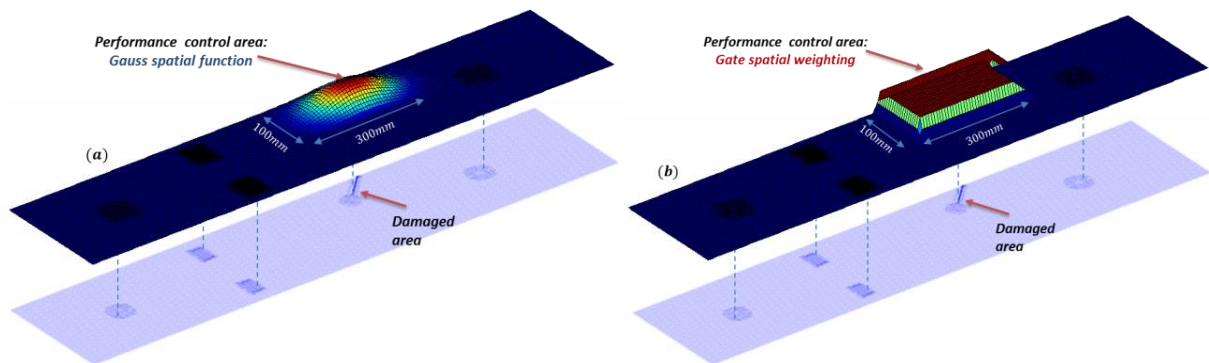 Performance control area:
Gauss spatial function
100mm
300mm
(a)
Damaged
area
Performance control area:
Gate spatial weighting
100mm
300mm
(b)
Damaged
area